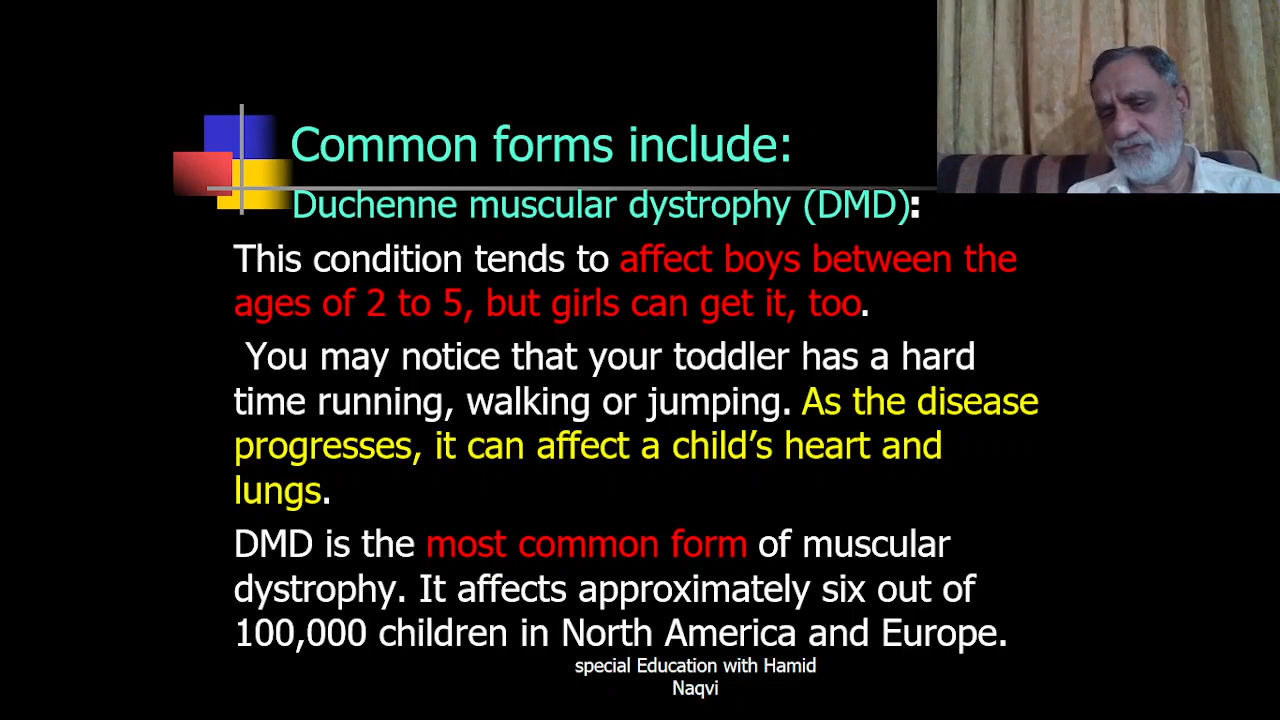 Common forms include:
Duchenne muscular dystrophy (DMD):
This condition tends to affect boys between the
ages of 2 to 5, but girls can get it, too.
You may notice that your toddler has a hard
time running, walking or jumping. As the disease
progresses, it can affect a child’s heart and
lungs.
DMD is the most common form of muscular
dystrophy. It affects approximately six out of
100,000 children in North America and Europe.
special Education with Hamid
Naqvi